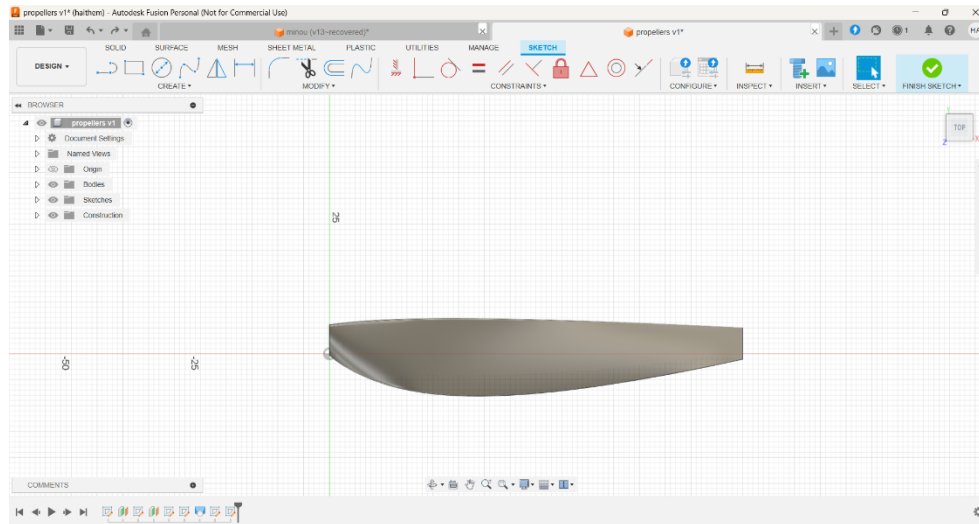 propellers v1* (haithem) - Autodesk Fusion Personal (Not for Commercial Use)
minou (v13~recovered)*
propellers v1*
1
HA
DESIGN
SOLID SURFACE MESH SHEET METAL PLASTIC UTILITIES MANAGE SKETCH
CREATE MODIFY CONSTRAINTS CONFIGURE INSPECT INSERT SELECT FINISH SKETCH
BROWSER
propellers v1
Document Settings
Named Views
Origin
Bodies
Sketches
Construction
TOP
X
Z
25
-50
-25
COMMENTS